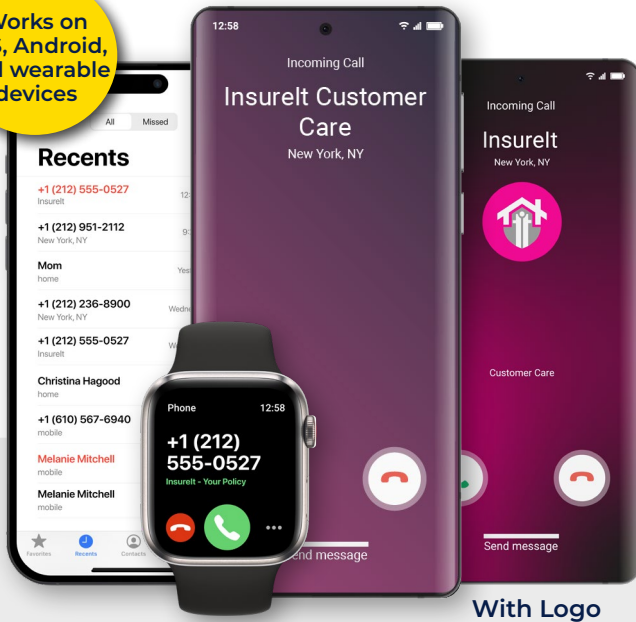 Works on
Android,
wearable
devices
All Missed
Recents
+1 (212) 555-0527
InsureIt
12:
+1 (212) 951-2112
New York, NY
9:
Mom
home
+1 (212) 236-8900
New York, NY
+1 (212) 555-0527
InsureIt
Christina Hagood
home
+1 (610) 567-6940
mobile
Melanie Mitchell
mobile
Melanie Mitchell
mobile
Favorites Recents Contacts
12:58
Incoming Call
InsureIt Customer
Care
New York, NY
Send message
Phone 12:58
+1 (212)
555-0527
InsureIt - Your Policy
Incoming Call
InsureIt
New York, NY
Customer Care
Send message
With Logo